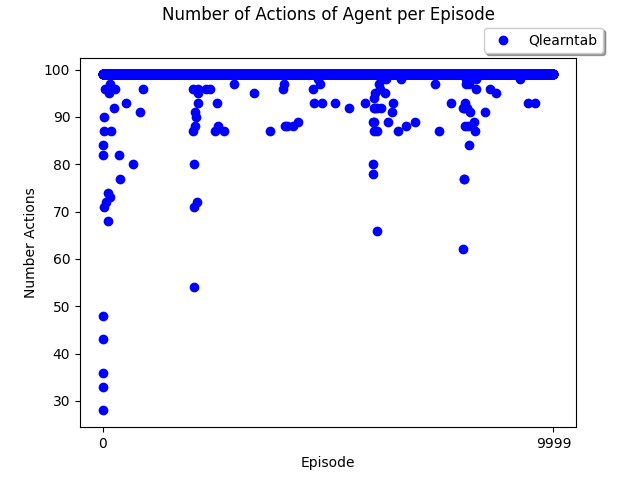 Number of Actions of Agent per Episode
Qlearntab
100
90
80
70
60
50
40
30
Number Actions
0
9999
Episode